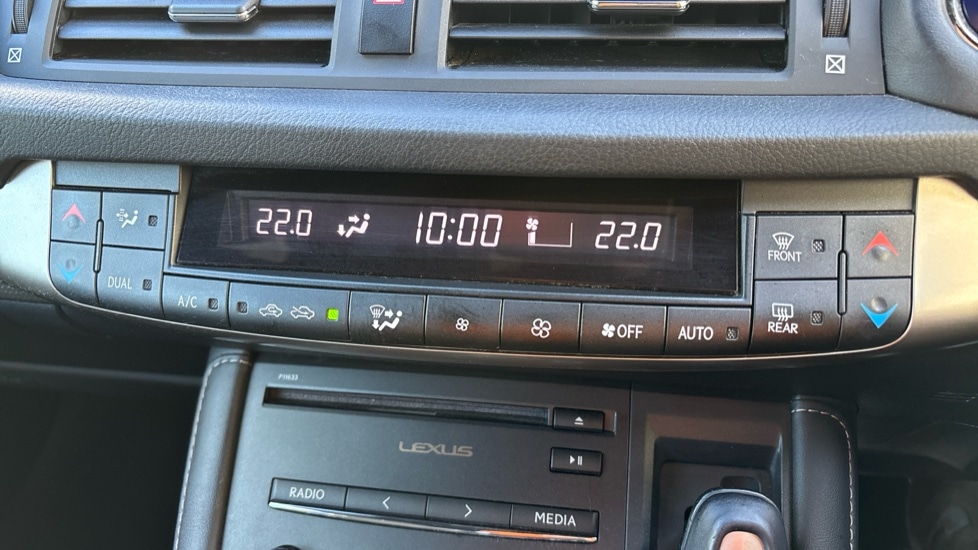 22.0 10:00 22.0
FRONT
DUAL
A/C
OFF
AUTO
REAR
P11633
LEXUS
RADIO
MEDIA